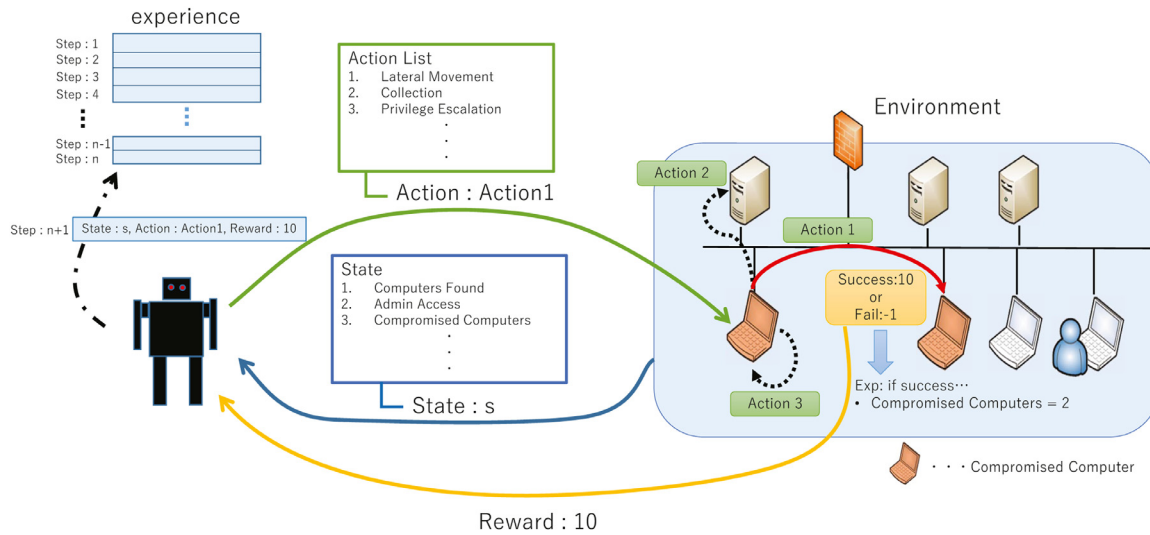 experience
Step : 1
Step : 2
Step : 3
Step : 4
Step : n-1
Step : n
Step : n+1
State : s, Action : Action1, Reward : 10
Action List
1. Lateral Movement
2. Collection
3. Privilege Escalation
Action : Action1
State
1. Computers Found
2. Admin Access
3. Compromised Computers
State : s
Reward : 10
Environment
Action 2
Action 1
Success:10
or
Fail:-1
Action 3
Exp: if success…
• Compromised Computers = 2
・・・Compromised Computer